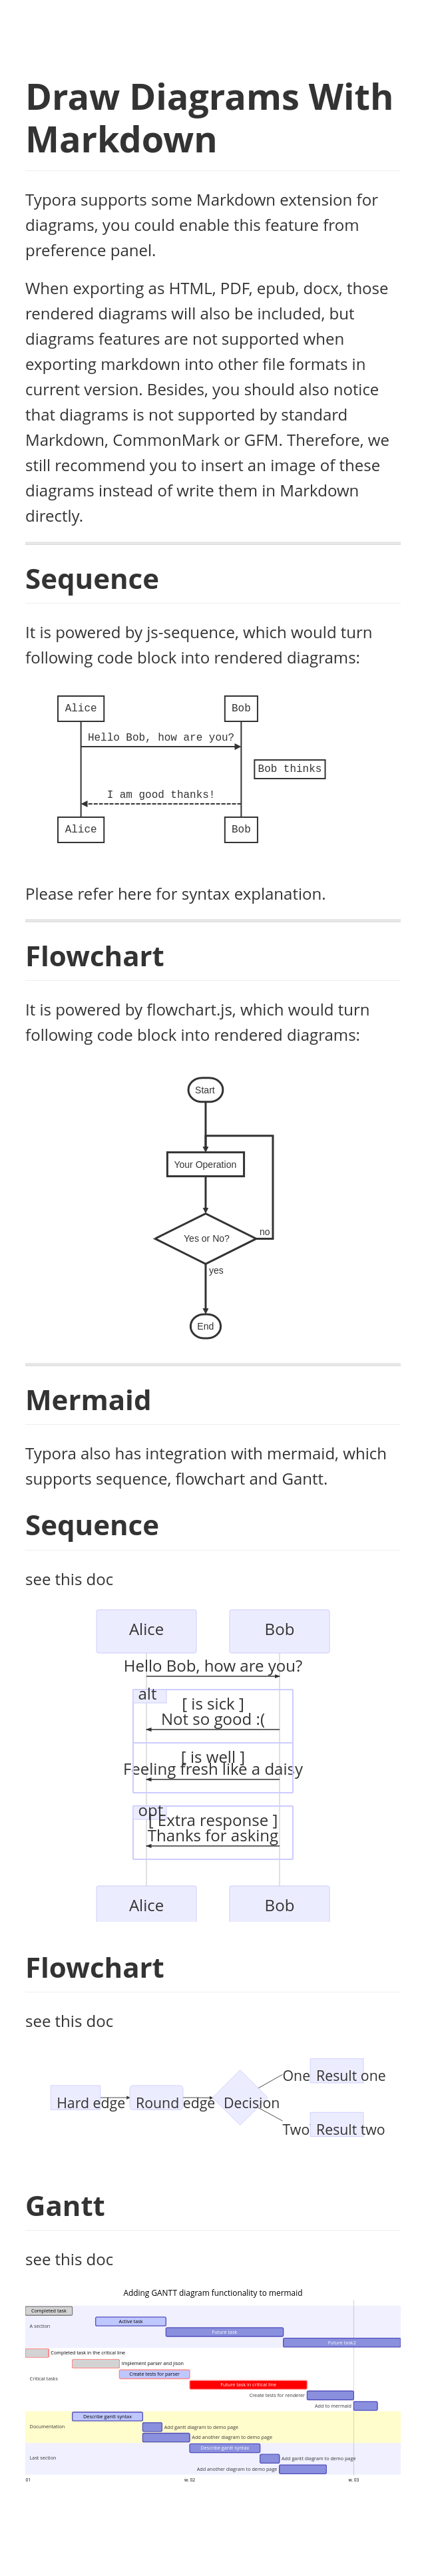 Draw Diagrams With
Markdown
Typora supports some Markdown extension for
diagrams, you could enable this feature from
preference panel.
When exporting as HTML, PDF, epub, docx, those
rendered diagrams will also be included, but
diagrams features are not supported when
exporting markdown into other file formats in
current version. Besides, you should also notice
that diagrams is not supported by standard
Markdown, CommonMark or GFM. Therefore, we
still recommend you to insert an image of these
diagrams instead of write them in Markdown
directly.
Sequence
It is powered by js-sequence, which would turn
following code block into rendered diagrams:
Alice
Bob
Hello Bob, how are you?
Bob thinks
I am good thanks!
Alice
Bob
Please refer here for syntax explanation.
Flowchart
It is powered by flowchart.js, which would turn
following code block into rendered diagrams:
Start
Your Operation
Yes or No?
no
yes
End
Mermaid
Typora also has integration with mermaid, which
supports sequence, flowchart and Gantt.
Sequence
see this doc
Alice
Bob
Hello Bob, how are you?
alt
[ is sick ]
Not so good :(
[ is well ]
Feeling fresh like a daisy
opt
[ Extra response ]
Thanks for asking
Alice
Bob
Flowchart
see this doc
Hard edge
Round edge
Decision
One
Result one
Two
Result two
Gantt
see this doc
Adding GANTT diagram functionality to mermaid
Completed task
Active task
A section
Future task
Future task2
Completed task in the critical line
Implement parser and json
Create tests for parser
Critical tasks
Future task in critical line
Create tests for renderer
Add to mermaid
Describe gantt syntax
Documentation
Add gantt diagram to demo page
Add another diagram to demo page
Describe gantt syntax
Last section
Add gantt diagram to demo page
Add another diagram to demo page
01
w. 02
w. 03